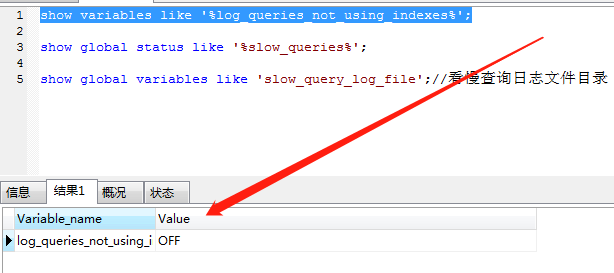 1 show variables like '%log_queries_not_using_indexes%';
2
3 show global status like '%slow_queries%';
4
5 show global variables like 'slow_query_log_file';//看慢查询日志文件目录
信息 结果1 概况 状态
Variable_name Value
log_queries_not_using_i OFF